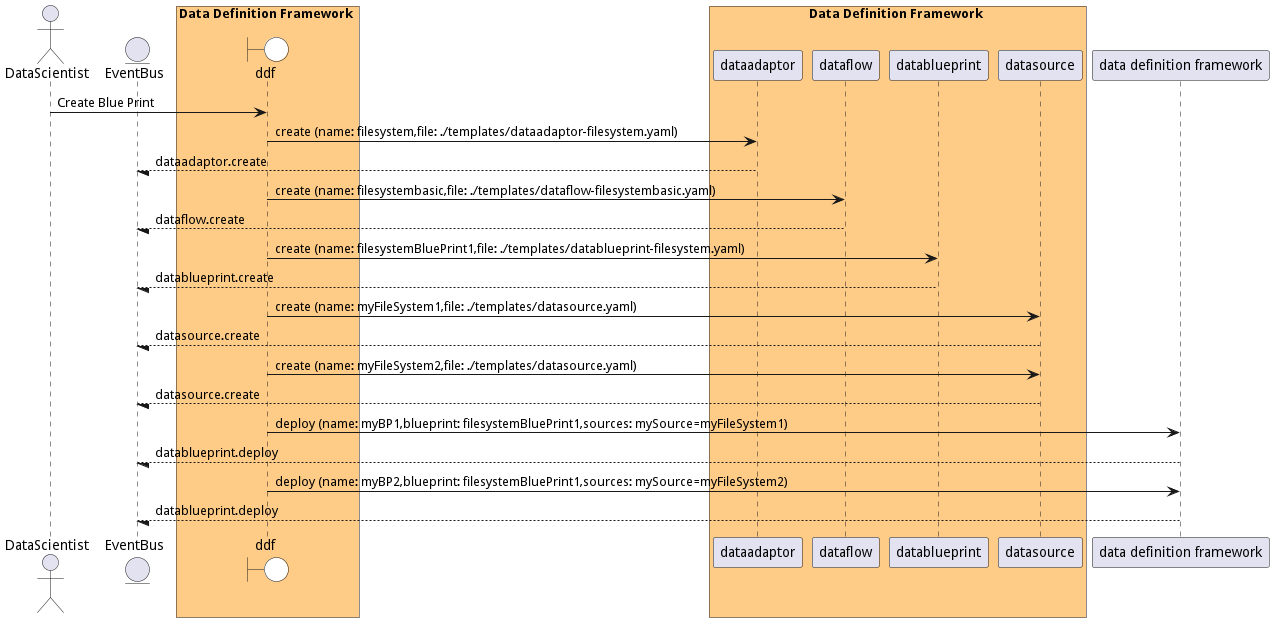 Data Definition Framework
Data Definition Framework
DataScientist
EventBus
ddf
dataadaptor
dataflow
datablueprint
datasource
data definition framework
Create Blue Print
create (name: filesystem,file: ./templates/dataadaptor-filesystem.yaml)
dataadaptor.create
create (name: filesystembasic,file: ./templates/dataflow-filesystembasic.yaml)
dataflow.create
create (name: filesystemBluePrint1,file: ./templates/datablueprint-filesystem.yaml)
datablueprint.create
create (name: myFileSystem1,file: ./templates/datasource.yaml)
datasource.create
create (name: myFileSystem2,file: ./templates/datasource.yaml)
datasource.create
deploy (name: myBP1,blueprint: filesystemBluePrint1,sources: mySource=myFileSystem1)
datablueprint.deploy
deploy (name: myBP2,blueprint: filesystemBluePrint1,sources: mySource=myFileSystem2)
datablueprint.deploy
DataScientist
EventBus
ddf
dataadaptor
dataflow
datablueprint
datasource
data definition framework